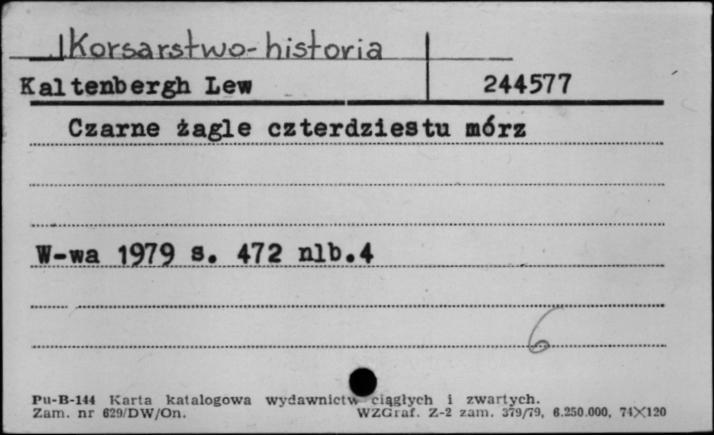 Korsarstwo-historia
Kaltenbergh Lew 244577
Czarne żagle czterdziestu mórz
W-wa 1979 s. 472 nlb.4
6
Pu-B-144 Karta katalogowa wydawnictw ciągłych i zwartych.
Zam. nr 629/DW/On. WZGraf. Z-2 zam. 379/79, 6.250.000, 74×120